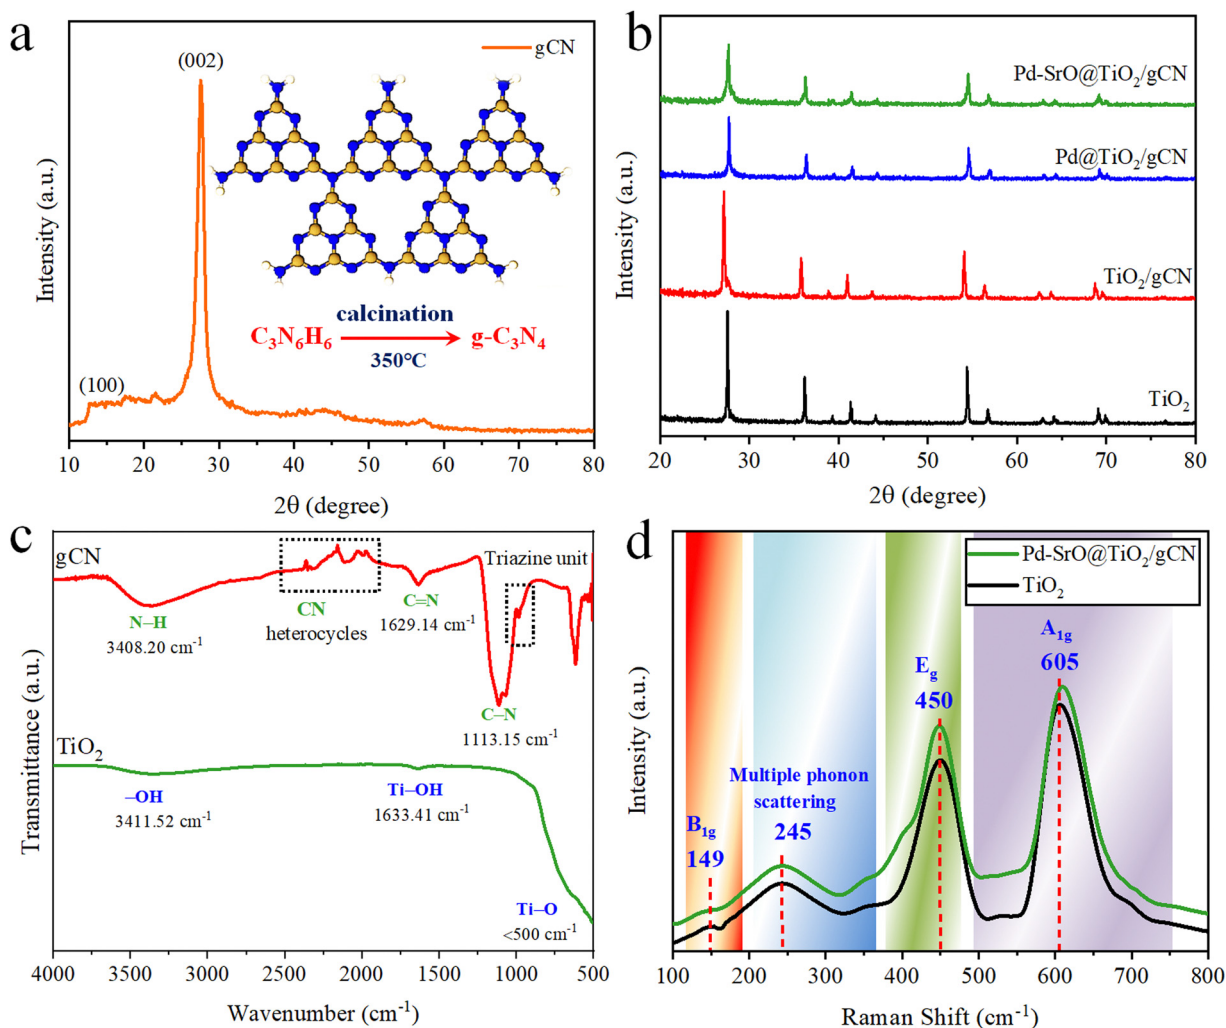 a
(002)
gCN
calcination
C₃N₆H₆
g-C₃N₄
350℃
(100)
Intensity (a.u.)
10 20 30 40 50 60 70 80
2θ (degree)
b
Pd-SrO@TiO₂/gCN
Pd@TiO₂/gCN
TiO₂/gCN
TiO₂
Intensity (a.u.)
20 30 40 50 60 70 80
2θ (degree)
c
gCN
Triazine unit
N–H
3408.20 cm⁻¹
CN
heterocycles
C=N
1629.14 cm⁻¹
C–N
1113.15 cm⁻¹
TiO₂
–OH
3411.52 cm⁻¹
Ti–OH
1633.41 cm⁻¹
Ti–O
<500 cm⁻¹
Transmittance (a.u.)
4000 3500 3000 2500 2000 1500 1000 500
Wavenumber (cm⁻¹)
d
Pd-SrO@TiO₂/gCN
TiO₂
A₁g
605
Eg
450
Multiple phonon
scattering
245
B₁g
149
Intensity (a.u.)
100 200 300 400 500 600 700 800
Raman Shift (cm⁻¹)